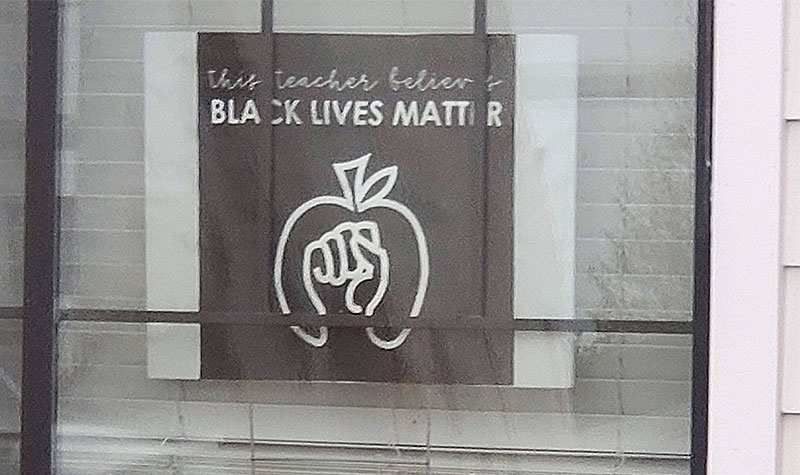 this teacher believes
BLACK LIVES MATTER